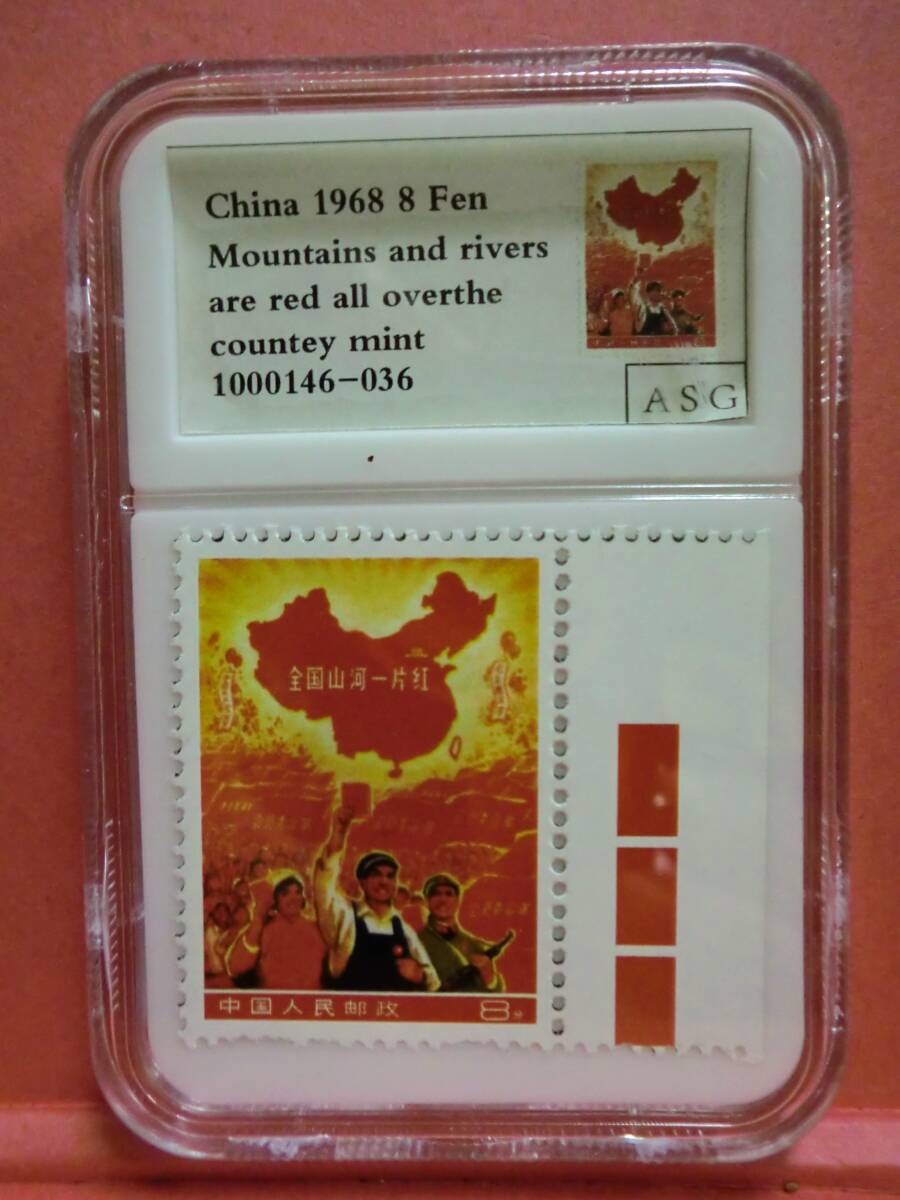 China 1968 8 Fen
Mountains and rivers
are red all overthe
countey mint
1000146-036
ASG
全国山河一片红
中国人民邮政 8分